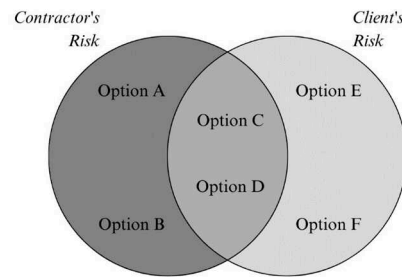 Contractor's
Risk
Client's
Risk
Option A
Option E
Option C
Option D
Option B
Option F